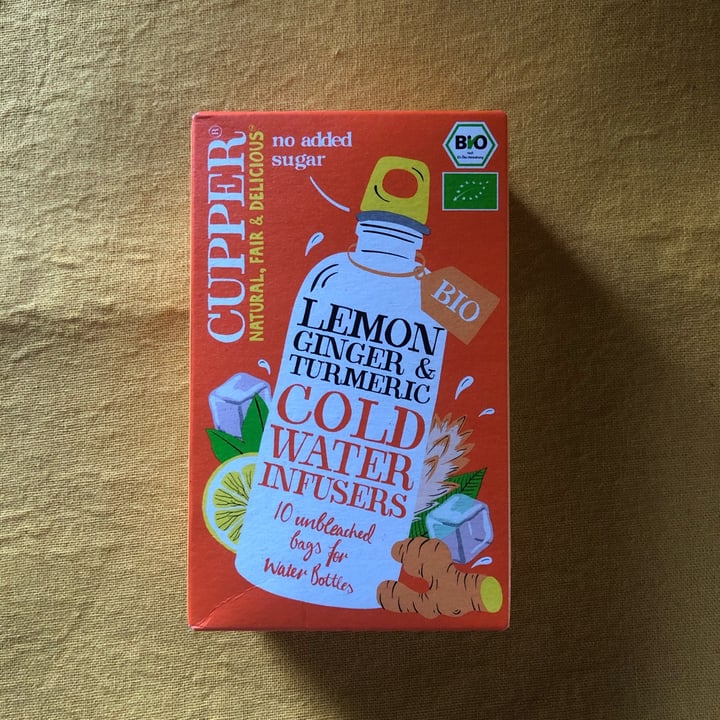 CUPPER®
NATURAL, FAIR & DELICIOUS
no added
sugar
BIO
BIO
LEMON
GINGER &
TURMERIC
COLD
WATER
INFUSERS
10 unbleached
bags for
Water Bottles